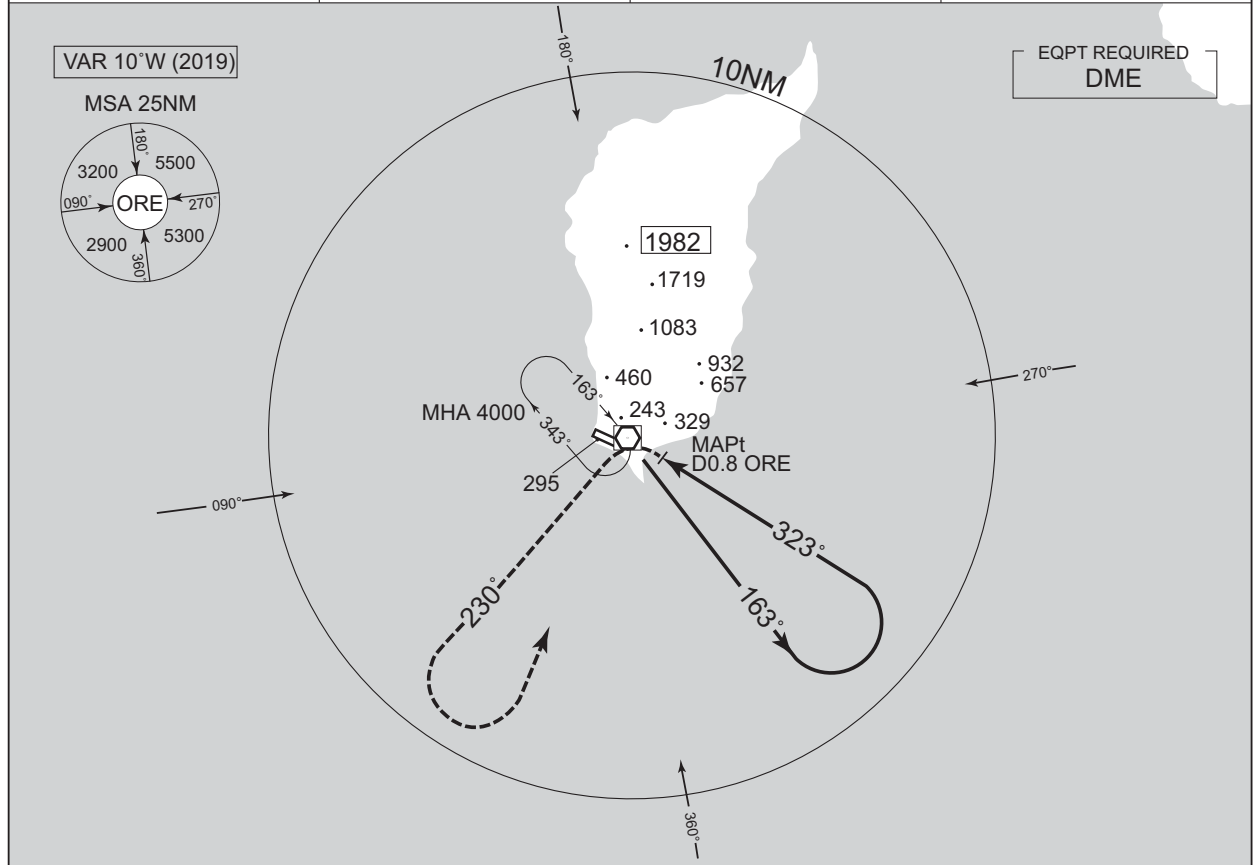 VAR 10˚W (2019)
MSA 25NM
180˚
3200
5500
090˚
ORE
270˚
2900
5300
360˚
180˚
10NM
EQPT REQUIRED
DME
1982
1719
1083
932
460
657
163˚
243
329
MHA 4000
343˚
MAPt
D0.8 ORE
295
270˚
090˚
323˚
230˚
163˚
360˚